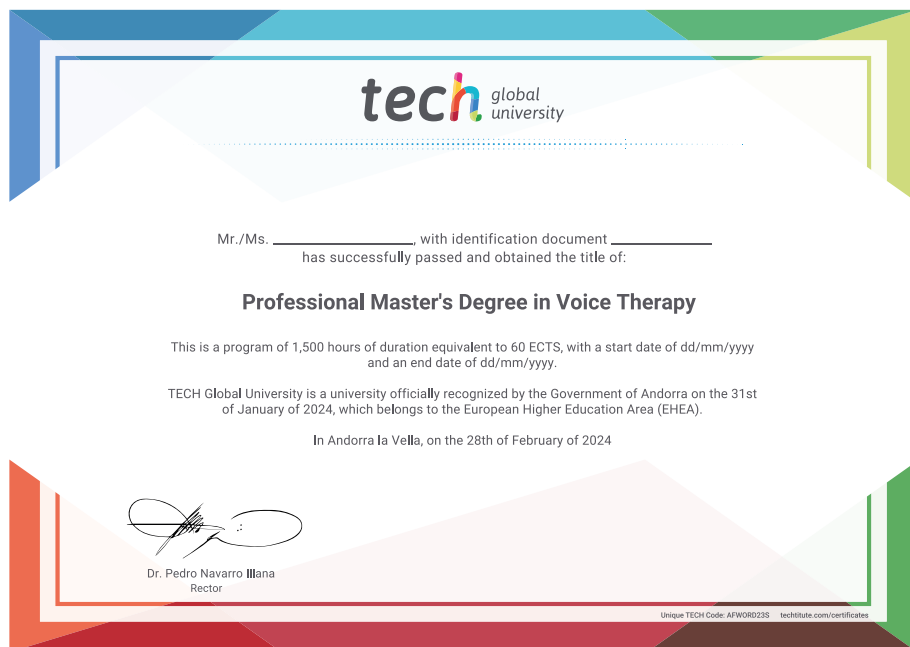 tech global university
Mr./Ms. ________________, with identification document ____________
has successfully passed and obtained the title of:
Professional Master's Degree in Voice Therapy
This is a program of 1,500 hours of duration equivalent to 60 ECTS, with a start date of dd/mm/yyyy
and an end date of dd/mm/yyyy.
TECH Global University is a university officially recognized by the Government of Andorra on the 31st
of January of 2024, which belongs to the European Higher Education Area (EHEA).
In Andorra la Vella, on the 28th of February of 2024
Dr. Pedro Navarro Illana
Rector
Unique TECH Code: AFWORD23S techtitute.com/certificates